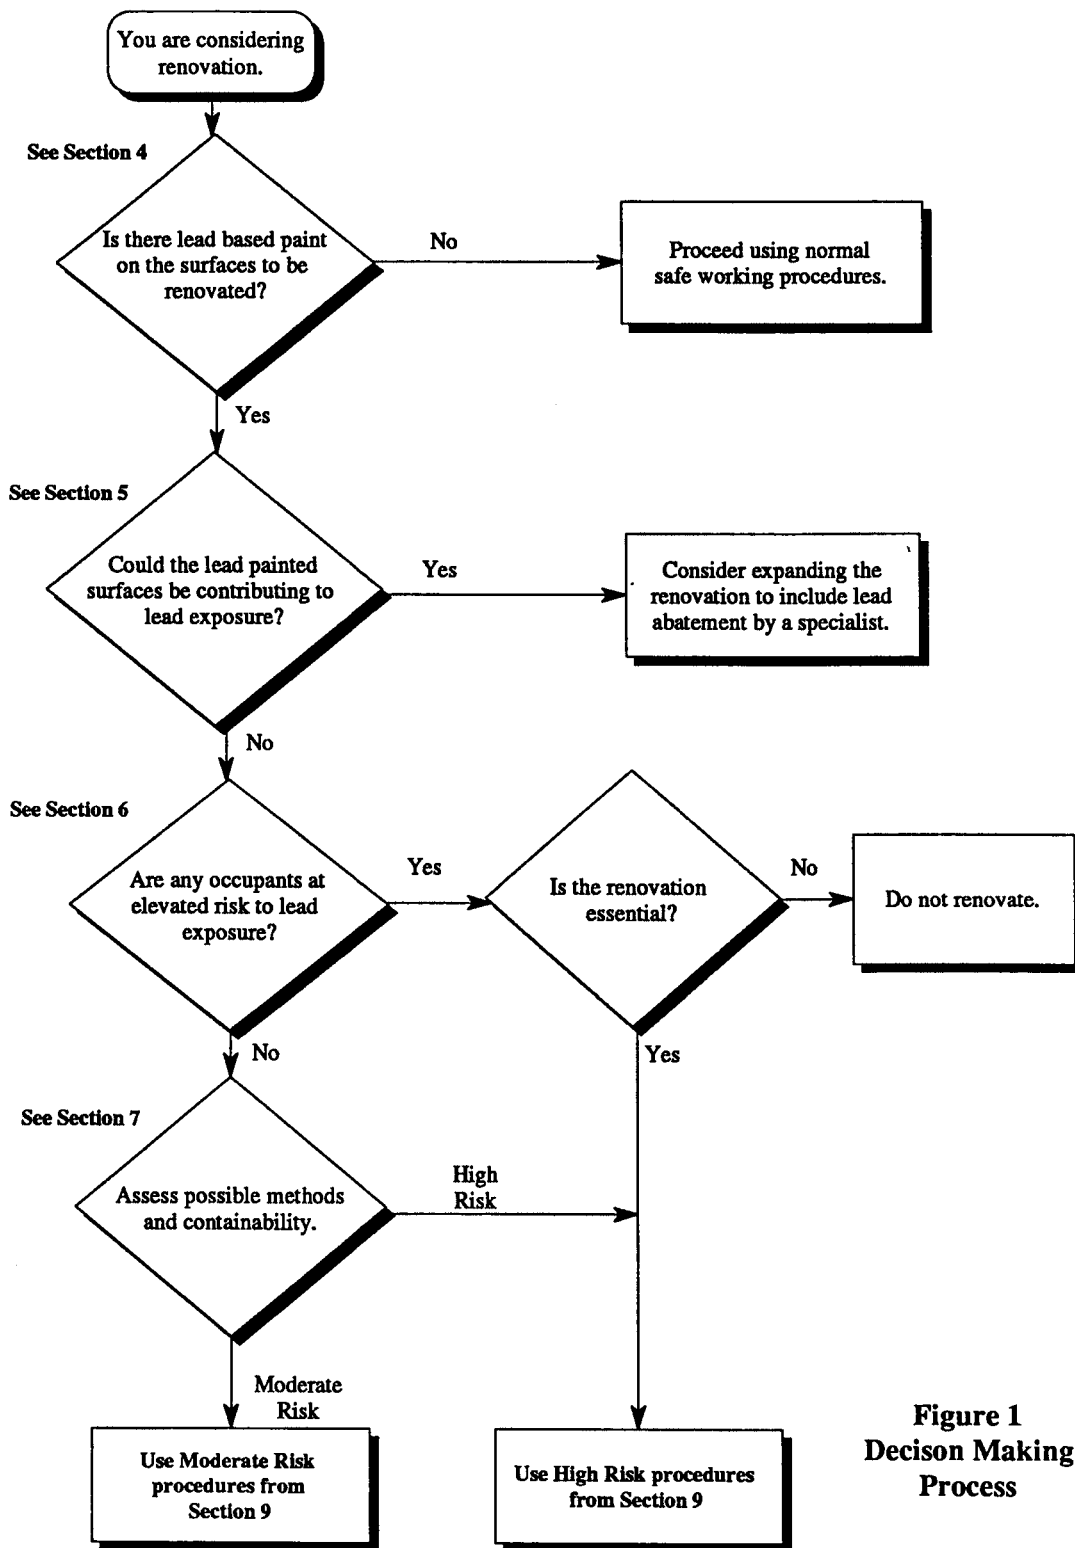 You are considering
renovation.
See Section 4
Is there lead based paint
on the surfaces to be
renovated?
No
Proceed using normal
safe working procedures.
Yes
See Section 5
Could the lead painted
surfaces be contributing to
lead exposure?
Yes
Consider expanding the
renovation to include lead
abatement by a specialist.
No
See Section 6
Are any occupants at
elevated risk to lead
exposure?
Yes
Is the renovation
essential?
No
Do not renovate.
No
Yes
See Section 7
Assess possible methods
and containability.
High
Risk
Moderate
Risk
Use Moderate Risk
procedures from
Section 9
Use High Risk procedures
from Section 9
Figure 1
Decison Making
Process